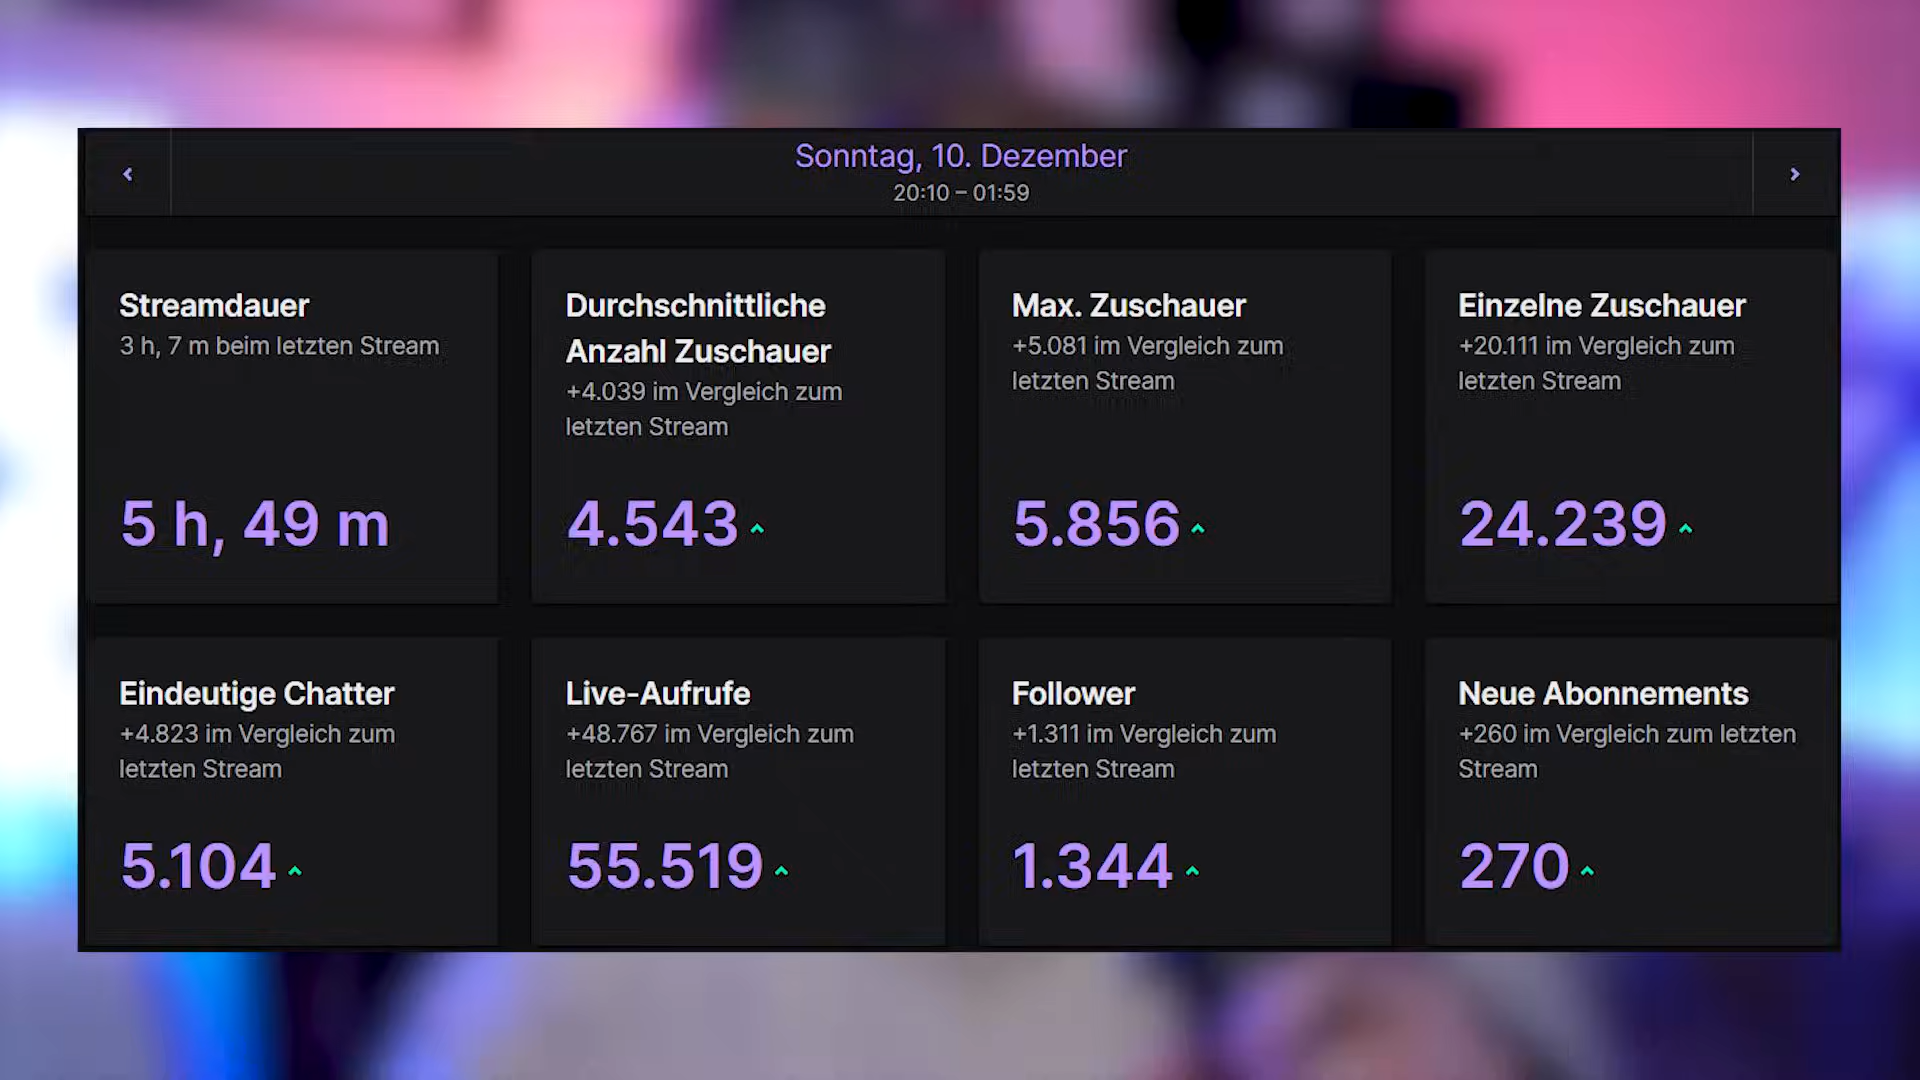 Sonntag, 10. Dezember
20:10 – 01:59
Streamdauer
3 h, 7 m beim letzten Stream
5 h, 49 m
Durchschnittliche
Anzahl Zuschauer
+4.039 im Vergleich zum
letzten Stream
4.543
Max. Zuschauer
+5.081 im Vergleich zum
letzten Stream
5.856
Einzelne Zuschauer
+20.111 im Vergleich zum
letzten Stream
24.239
Eindeutige Chatter
+4.823 im Vergleich zum
letzten Stream
5.104
Live-Aufrufe
+48.767 im Vergleich zum
letzten Stream
55.519
Follower
+1.311 im Vergleich zum
letzten Stream
1.344
Neue Abonnements
+260 im Vergleich zum letzten
Stream
270